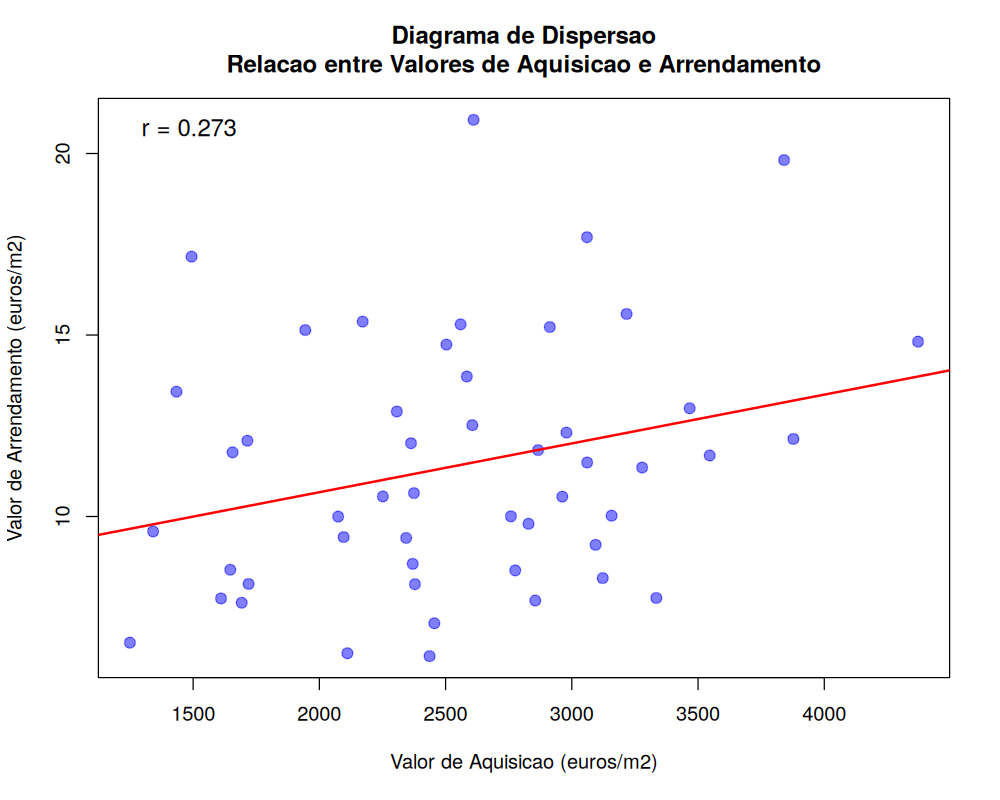 Diagrama de Dispersao
Relacao entre Valores de Aquisicao e Arrendamento
r = 0.273
Valor de Arrendamento (euros/m2)
20
15
10
1500 2000 2500 3000 3500 4000
Valor de Aquisicao (euros/m2)